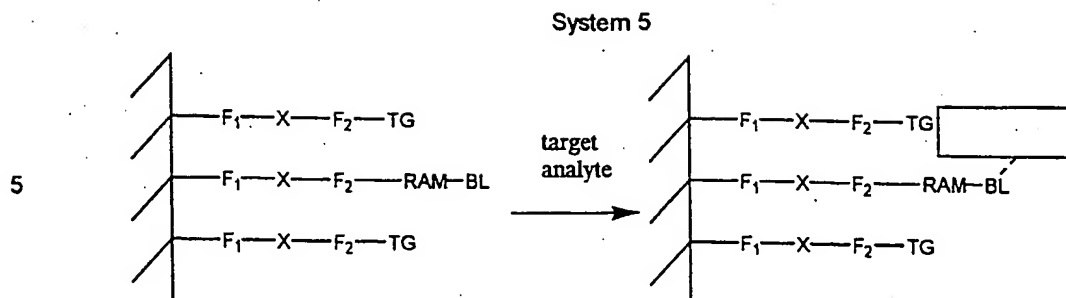 System 5
F₁—X—F₂—TG
F₁—X—F₂—RAM—BL
F₁—X—F₂—TG
5
target
analyte
F₁—X—F₂—TG
F₁—X—F₂—RAM—BL
F₁—X—F₂—TG